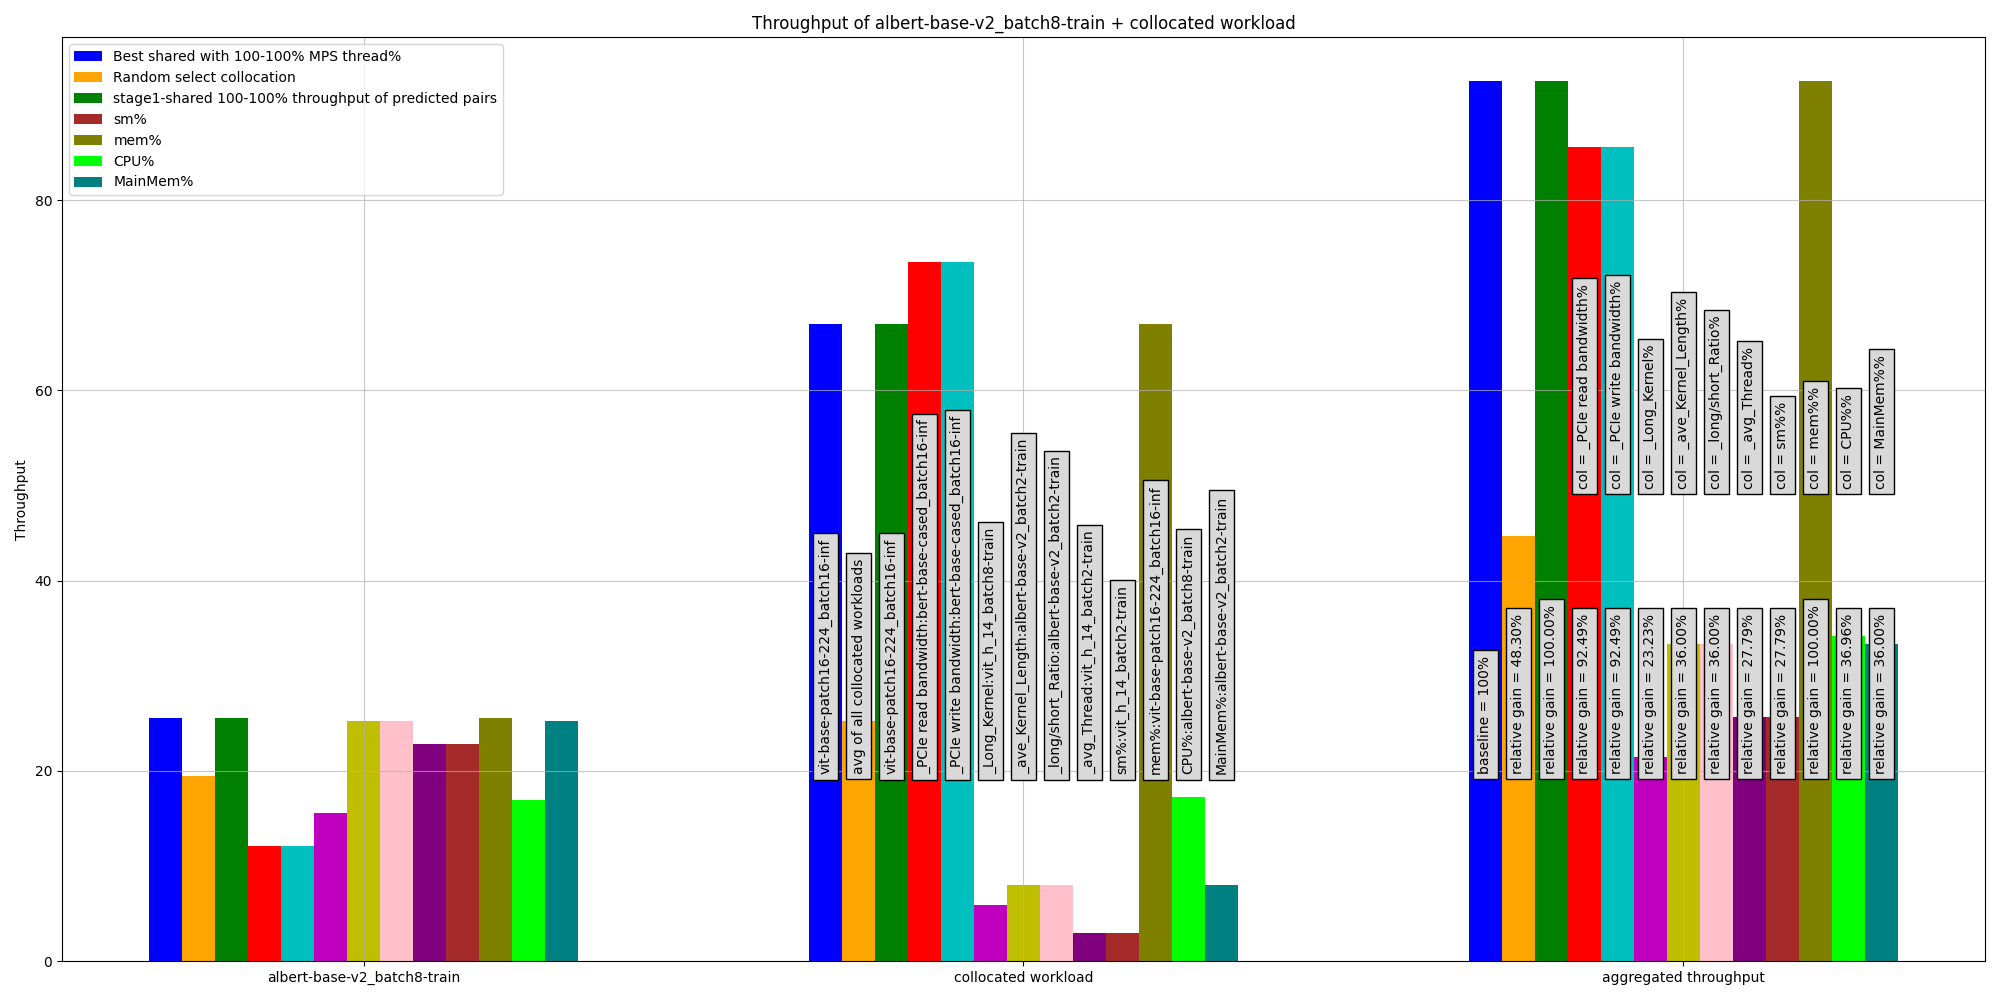 Throughput of albert-base-v2_batch8-train + collocated workload
Best shared with 100-100% MPS thread%
Random select collocation
stage1-shared 100-100% throughput of predicted pairs
sm%
mem%
CPU%
MainMem%
Throughput
80
60
40
20
0
vit-base-patch16-224_batch16-inf
avg of all collocated workloads
vit-base-patch16-224_batch16-inf
_PCIe read bandwidth:bert-base-cased_batch16-inf
_PCIe write bandwidth:bert-base-cased_batch16-inf
_Long_Kernel:vit_h_14_batch8-train
_ave_Kernel_Length:albert-base-v2_batch2-train
_long/short_Ratio:albert-base-v2_batch2-train
_avg_Thread:vit_h_14_batch2-train
sm%:vit_h_14_batch2-train
mem%:vit-base-patch16-224_batch16-inf
CPU%:albert-base-v2_batch8-train
MainMem%:albert-base-v2_batch2-train
col = _PCIe read bandwidth%
col = _PCIe write bandwidth%
col = _Long_Kernel%
col = _ave_Kernel_Length%
col = _long/short_Ratio%
col = _avg_Thread%
col = sm%%
col = mem%%
col = CPU%%
col = MainMem%%
baseline = 100%
relative gain = 48.30%
relative gain = 100.00%
relative gain = 92.49%
relative gain = 92.49%
relative gain = 23.23%
relative gain = 36.00%
relative gain = 36.00%
relative gain = 27.79%
relative gain = 27.79%
relative gain = 100.00%
relative gain = 36.96%
relative gain = 36.00%
albert-base-v2_batch8-train
collocated workload
aggregated throughput